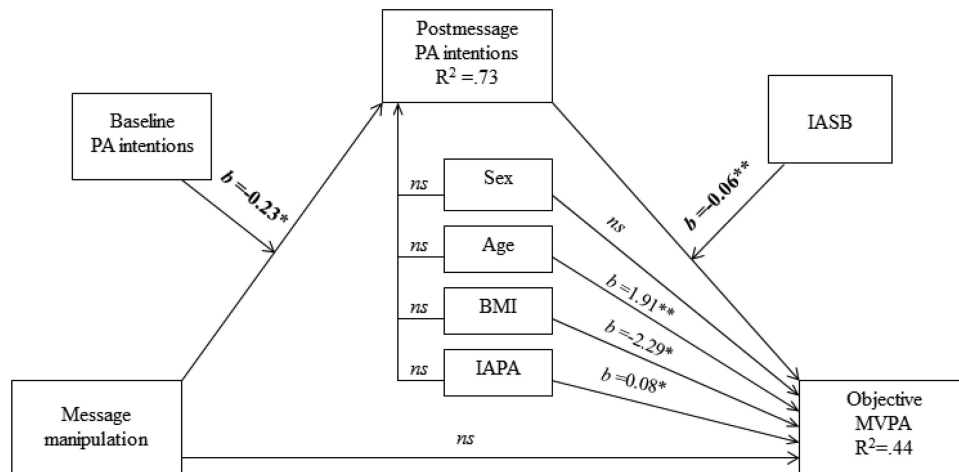 Postmessage
PA intentions
R² =.73
Baseline
PA intentions
IASB
b =-0.23*
b =-0.06**
ns
Sex
ns
ns
Age
b =1.91**
ns
BMI
b =-2.29*
ns
IAPA
b =0.08*
Message
manipulation
ns
Objective
MVPA
R²=.44